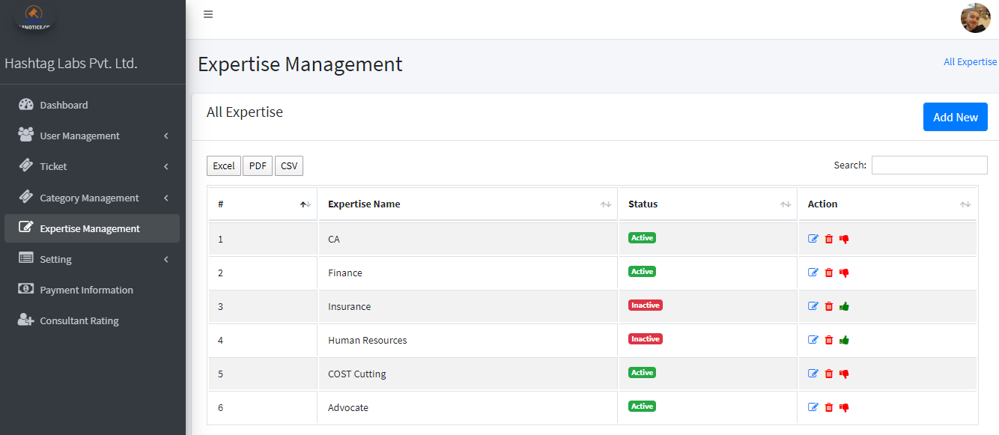 Hashtag Labs Pvt. Ltd.
Dashboard
User Management
Ticket
Category Management
Expertise Management
Setting
Payment Information
Consultant Rating
Expertise Management
All Expertise
All Expertise
Add New
Excel PDF CSV
Search:
# Expertise Name Status Action
1 CA Active
2 Finance Active
3 Insurance Inactive
4 Human Resources Inactive
5 COST Cutting Active
6 Advocate Active